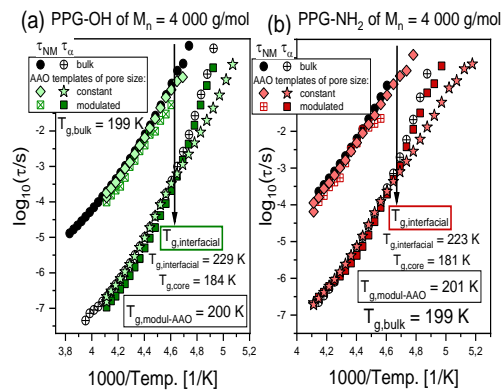 (a) PPG-OH of Mn = 4 000 g/mol
τNM τα
bulk
AAO templates of pore size:
constant
modulated
Tg,bulk = 199 K
Tg,interfacial
Tg,interfacial = 229 K
Tg,core = 184 K
Tg,modul-AAO = 200 K
log10(τ/s)
-2
-3
-4
-5
-6
-7
3,8 4 4,2 4,4 4,6 4,8 5 5,2
1000/Temp. [1/K]
(b) PPG-NH2 of Mn = 4 000 g/mol
τNM τα
bulk
AAO templates of pore size:
constant
modulated
Tg,interfacial
Tg,interfacial = 223 K
Tg,core = 181 K
Tg,modul-AAO = 201 K
Tg,bulk = 199 K
log10(τ/s)
-2
-3
-4
-5
-6
-7
4 4,2 4,4 4,6 4,8 5 5,2
1000/Temp. [1/K]